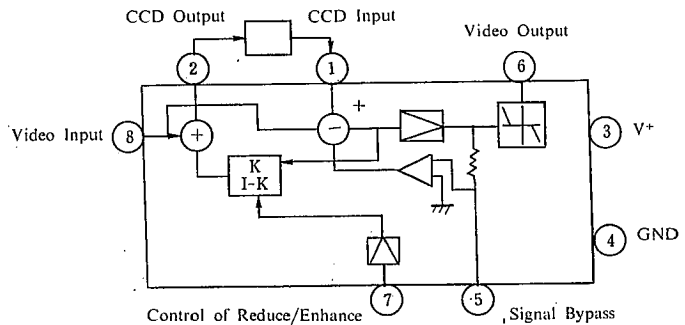 CCD Output
CCD Input
Video Output
2
1
6
+
Video Input
8
+
−
3
V+
K
I-K
4
GND
7
5
Control of Reduce/Enhance
Signal Bypass